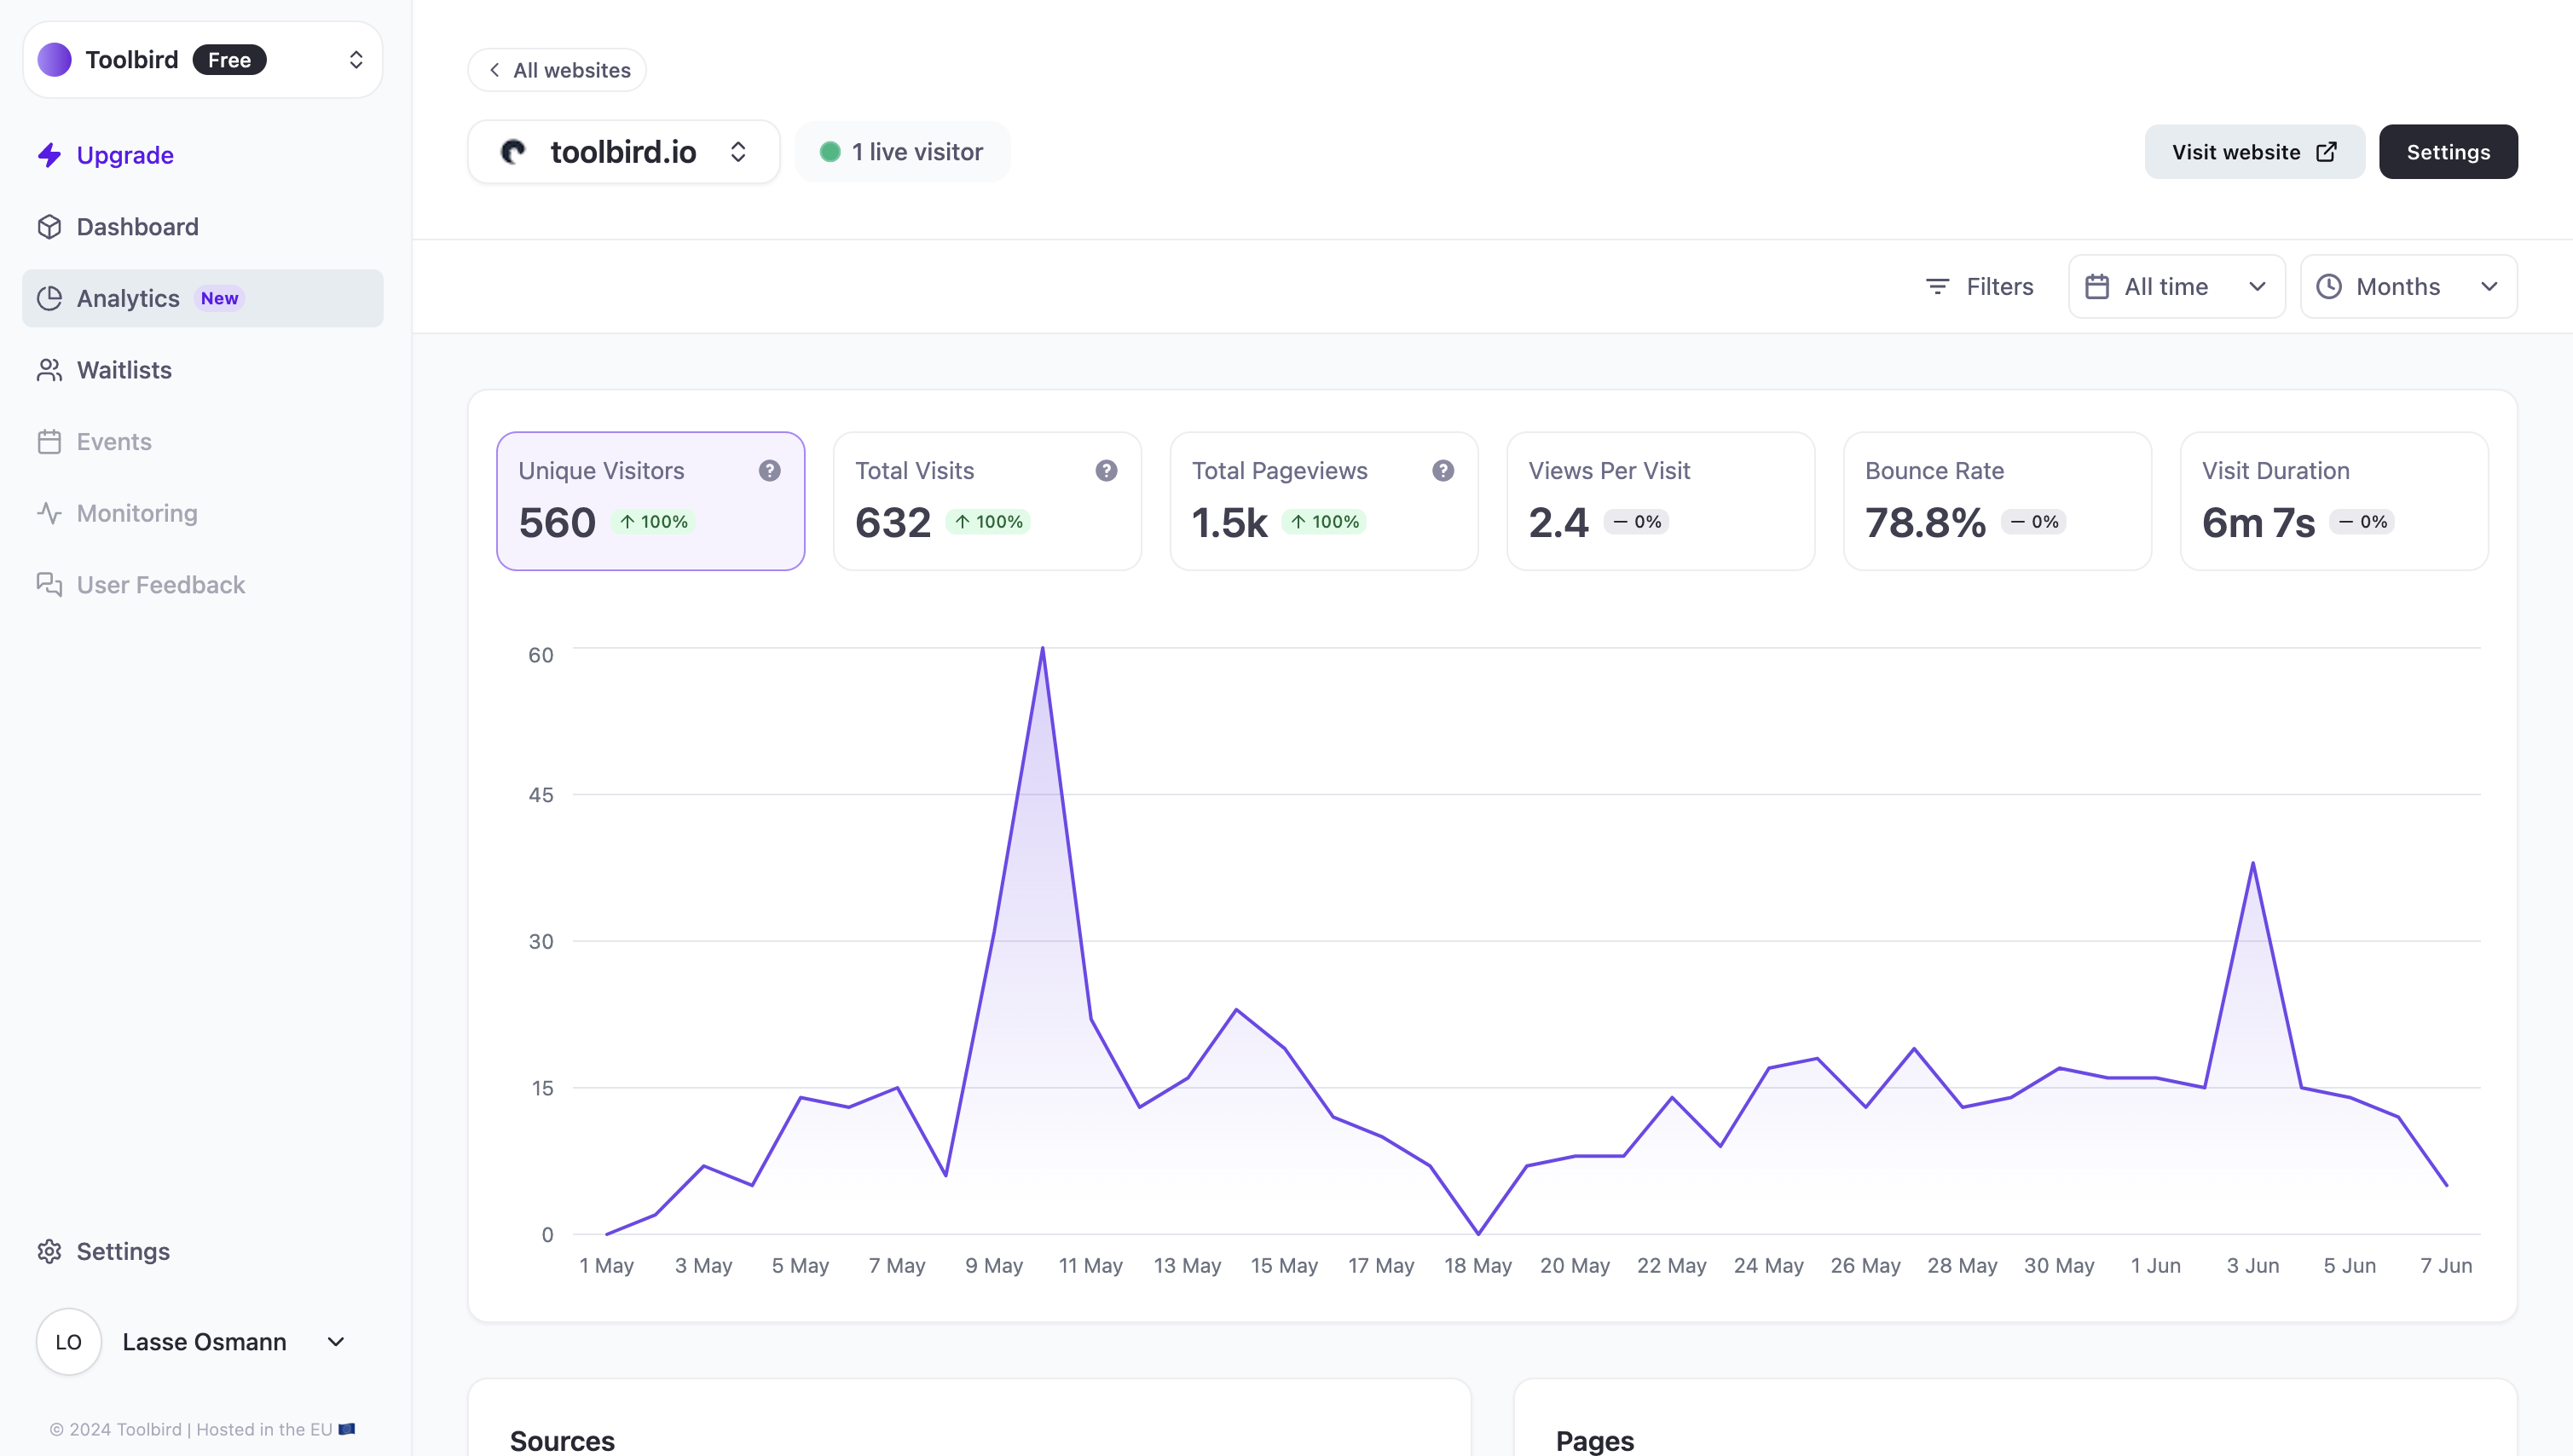 Toolbird Free
Upgrade
Dashboard
Analytics New
Waitlists
Events
Monitoring
User Feedback
Settings
LO Lasse Osmann
© 2024 Toolbird | Hosted in the EU 🇪🇺
All websites
toolbird.io
1 live visitor
Visit website
Settings
Filters
All time
Months
Unique Visitors ?
560 ↑ 100%
Total Visits ?
632 ↑ 100%
Total Pageviews ?
1.5k ↑ 100%
Views Per Visit
2.4 — 0%
Bounce Rate
78.8% — 0%
Visit Duration
6m 7s — 0%
60
45
30
15
0
1 May 3 May 5 May 7 May 9 May 11 May 13 May 15 May 17 May 18 May 20 May 22 May 24 May 26 May 28 May 30 May 1 Jun 3 Jun 5 Jun 7 Jun
Sources
Pages